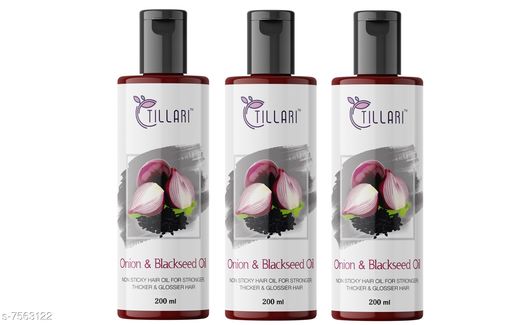 TILLARI™
Onion & Blackseed Oil
NON STICKY HAIR OIL FOR STRONGER,
THICKER & GLOSSIER HAIR
200 ml
TILLARI™
Onion & Blackseed Oil
NON STICKY HAIR OIL FOR STRONGER,
THICKER & GLOSSIER HAIR
200 ml
TILLARI™
Onion & Blackseed Oil
NON STICKY HAIR OIL FOR STRONGER,
THICKER & GLOSSIER HAIR
200 ml
s-7563122